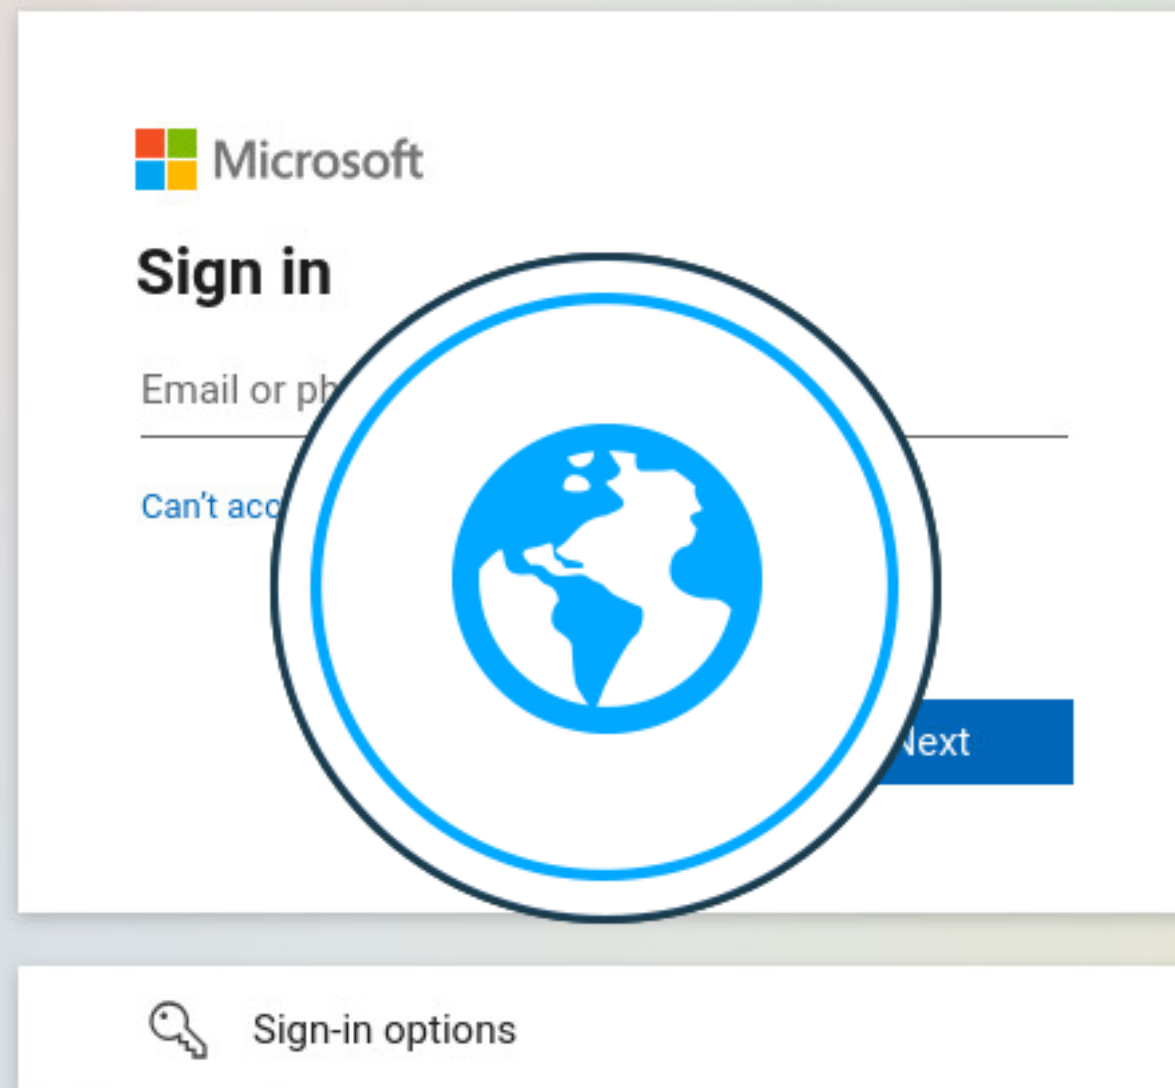 Microsoft
Sign in
Email or ph
Can't acc
Next
Sign-in options